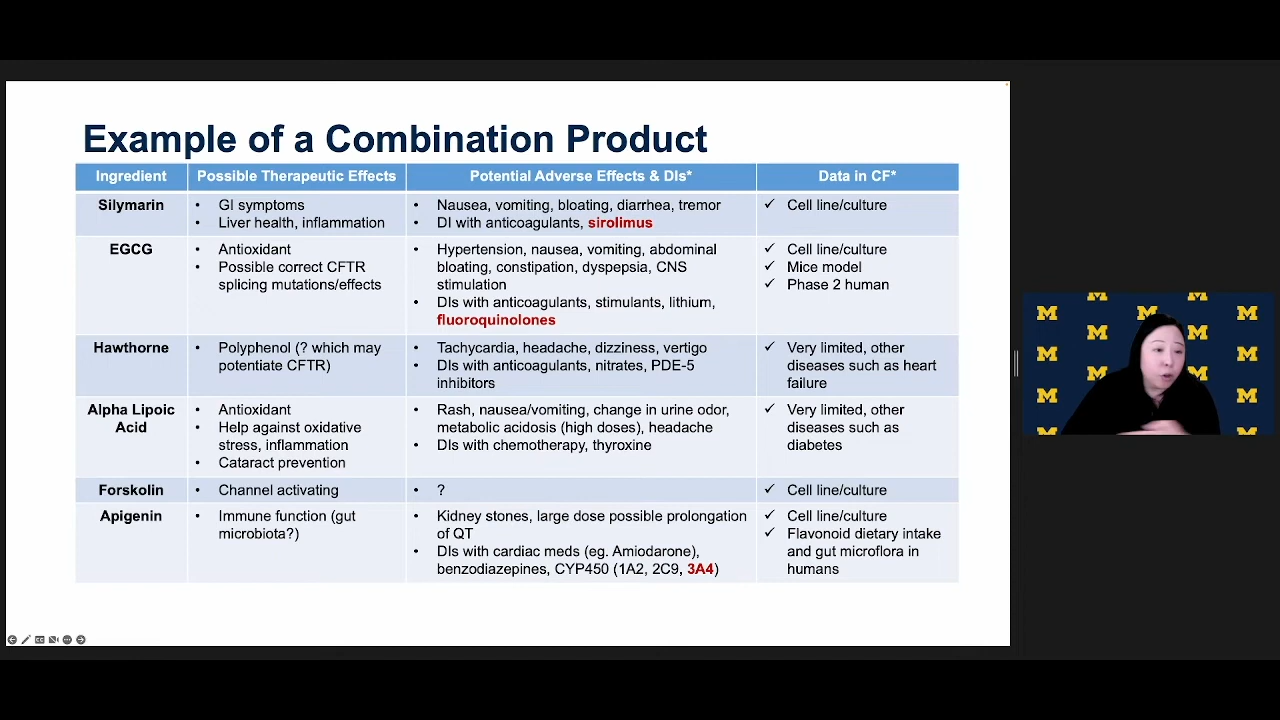 Example of a Combination Product
Ingredient
Possible Therapeutic Effects
Potential Adverse Effects & DIs*
Data in CF*
Silymarin
• GI symptoms
• Liver health, inflammation
• Nausea, vomiting, bloating, diarrhea, tremor
• DI with anticoagulants, sirolimus
✓ Cell line/culture
EGCG
• Antioxidant
• Possible correct CFTR
splicing mutations/effects
• Hypertension, nausea, vomiting, abdominal
bloating, constipation, dyspepsia, CNS
stimulation
• DIs with anticoagulants, stimulants, lithium,
fluoroquinolones
✓ Cell line/culture
✓ Mice model
✓ Phase 2 human
Hawthorne
• Polyphenol (? which may
potentiate CFTR)
• Tachycardia, headache, dizziness, vertigo
• DIs with anticoagulants, nitrates, PDE-5
inhibitors
✓ Very limited, other
diseases such as heart
failure
Alpha Lipoic
Acid
• Antioxidant
• Help against oxidative
stress, inflammation
• Cataract prevention
• Rash, nausea/vomiting, change in urine odor,
metabolic acidosis (high doses), headache
• DIs with chemotherapy, thyroxine
✓ Very limited, other
diseases such as
diabetes
Forskolin
• Channel activating
• ?
✓ Cell line/culture
Apigenin
• Immune function (gut
microbiota?)
• Kidney stones, large dose possible prolongation
of QT
• DIs with cardiac meds (eg. Amiodarone),
benzodiazepines, CYP450 (1A2, 2C9, 3A4)
✓ Cell line/culture
✓ Flavonoid dietary intake
and gut microflora in
humans
M M M M
M M
M M
M M
M M
M M